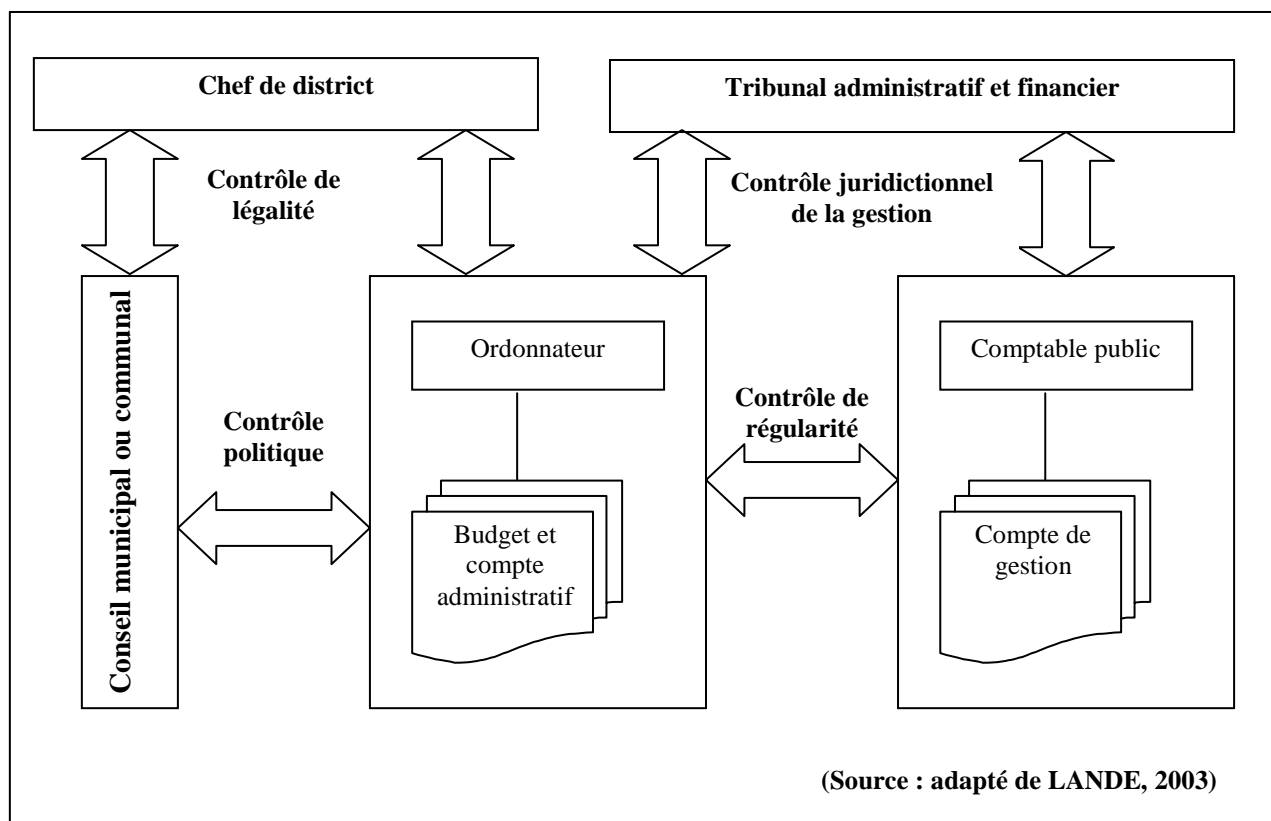 Chef de district
Tribunal administratif et financier
Contrôle de
légalité
Contrôle juridictionnel
de la gestion
Conseil municipal ou communal
Ordonnateur
Comptable public
Contrôle
politique
Contrôle de
régularité
Budget et
compte
administratif
Compte de
gestion
(Source : adapté de LANDE, 2003)